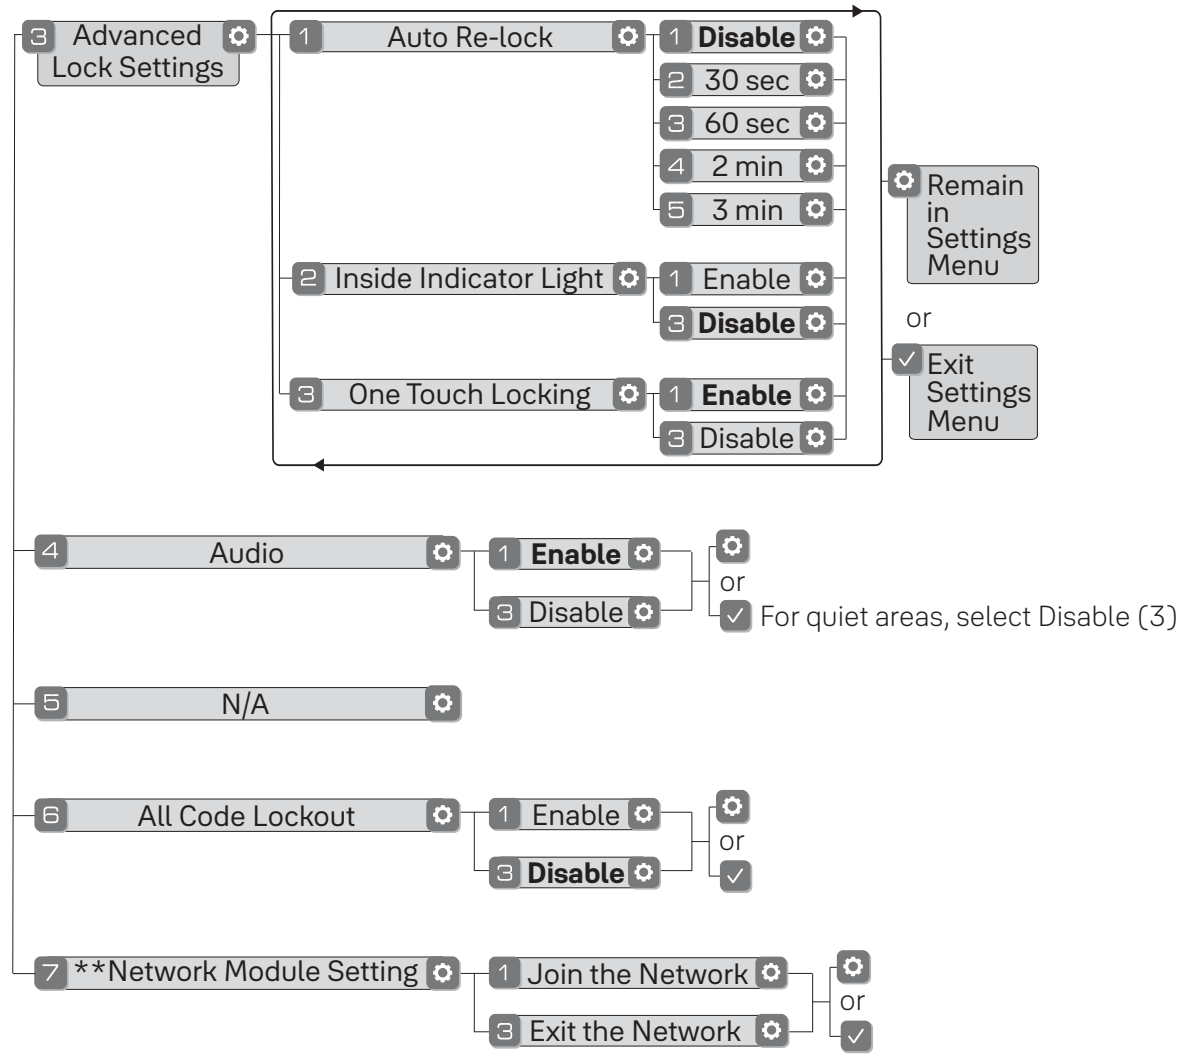 3 Advanced
Lock Settings
1 Auto Re-lock
1 Disable
2 30 sec
3 60 sec
4 2 min
5 3 min
2 Inside Indicator Light
1 Enable
3 Disable
3 One Touch Locking
1 Enable
3 Disable
Remain
in
Settings
Menu
or
Exit
Settings
Menu
4 Audio
1 Enable
3 Disable
or
For quiet areas, select Disable (3)
5 N/A
6 All Code Lockout
1 Enable
3 Disable
or
7 **Network Module Setting
1 Join the Network
3 Exit the Network
or